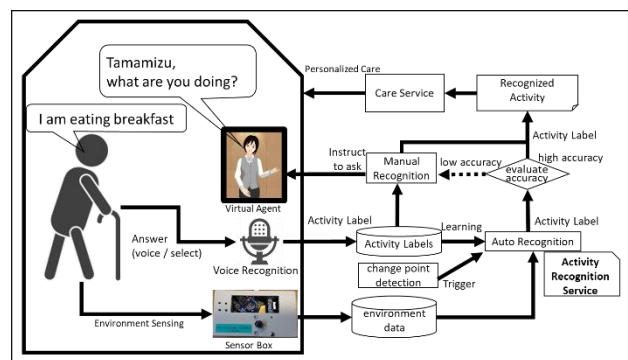 Tamamizu,
what are you doing?
I am eating breakfast
Personalized Care
Care Service
Recognized
Activity
Activity Label
Instruct
to ask
Manual
Recognition
low accuracy
high accuracy
evaluate
accuracy
Virtual Agent
Activity Label
Activity Label
Answer
(voice / select)
Voice Recognition
Activity Labels
Learning
Auto Recognition
change point
detection
Trigger
Activity
Recognition
Service
Environment Sensing
Sensor Box
environment
data